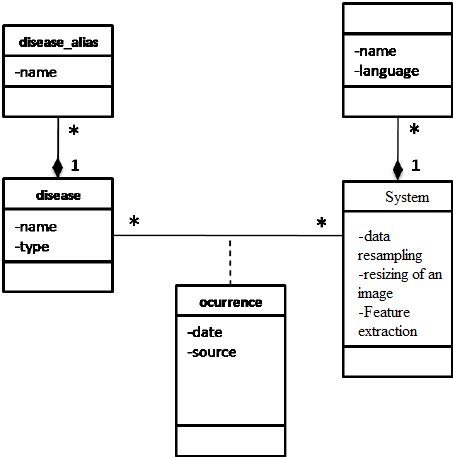 disease_alias
-name
-name
-language
*
*
1
1
disease
-name
-type
*
*
System
-data
resampling
-resizing of an
image
-Feature
extraction
ocurrence
-date
-source